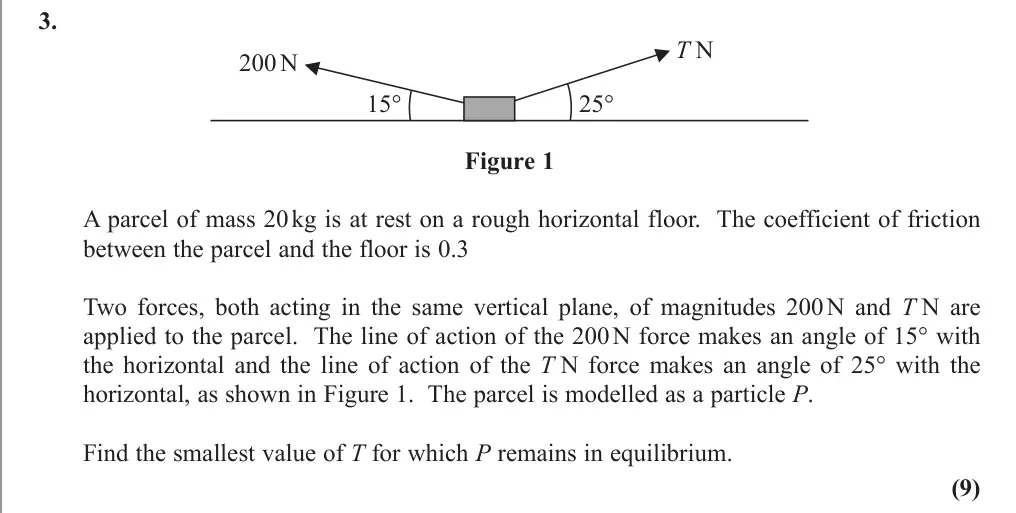 3.
200 N
T N
15°
25°
Figure 1
A parcel of mass 20 kg is at rest on a rough horizontal floor. The coefficient of friction
between the parcel and the floor is 0.3
Two forces, both acting in the same vertical plane, of magnitudes 200 N and T N are
applied to the parcel. The line of action of the 200 N force makes an angle of 15° with
the horizontal and the line of action of the T N force makes an angle of 25° with the
horizontal, as shown in Figure 1. The parcel is modelled as a particle P.
Find the smallest value of T for which P remains in equilibrium.
(9)